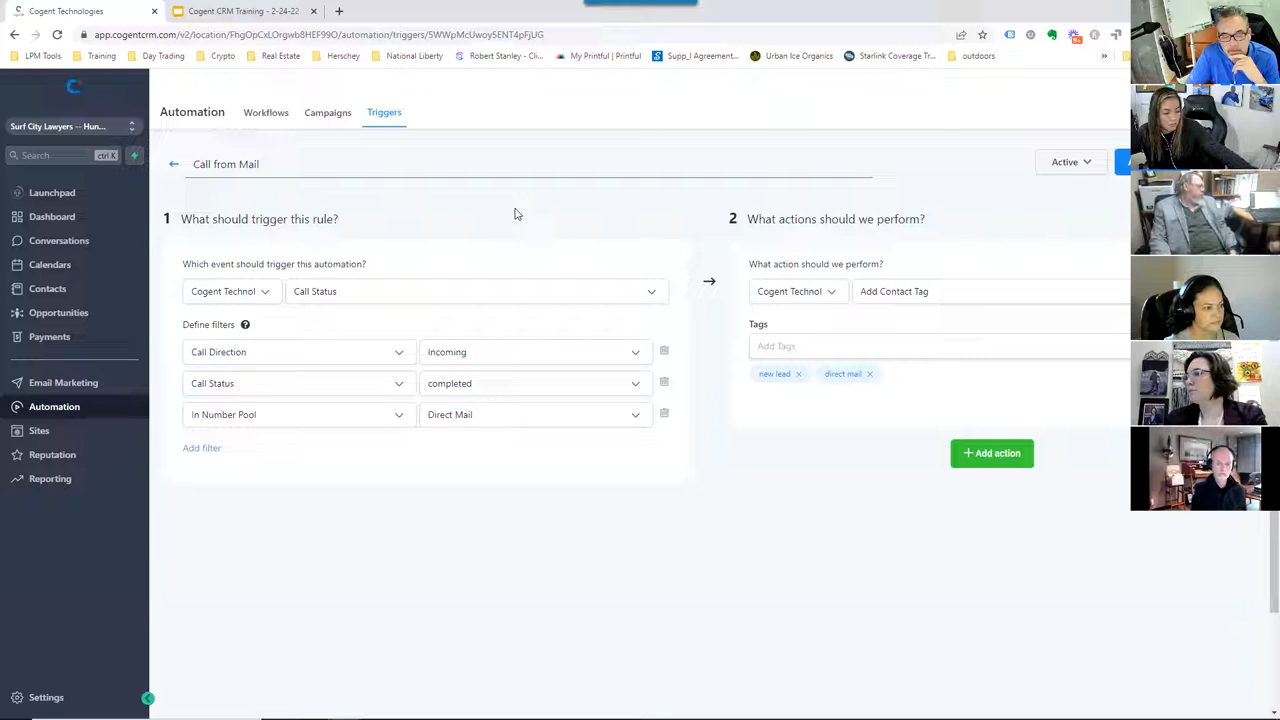 Cogent Technologies
Cogent CRM Training - 2-24-22
app.cogentcrm.com/v2/location/FhgOpCxLOrgwb8HEF99O/automation/triggers/5WWpMcUwoy5ENT4pFjUG
LPM Tools Training Day Trading Crypto Real Estate Herschey National Liberty Robert Stanley - C... My Printful | Printful Supp_l Agreement... Urban Ice Organics Starlink Coverage Tr... outdoors »
Surf City Lawyers -- Hun...
Search ctrl K
Launchpad
Dashboard
Conversations
Calendars
Contacts
Opportunities
Payments
Email Marketing
Automation
Sites
Reputation
Reporting
Settings
Automation Workflows Campaigns Triggers
Call from Mail
Active
1 What should trigger this rule?
Which event should trigger this automation?
Cogent Technol Call Status
Define filters ?
Call Direction Incoming
Call Status completed
In Number Pool Direct Mail
Add filter
2 What actions should we perform?
What action should we perform?
Cogent Technol Add Contact Tag
Tags
Add Tags
new lead × direct mail ×
+ Add action